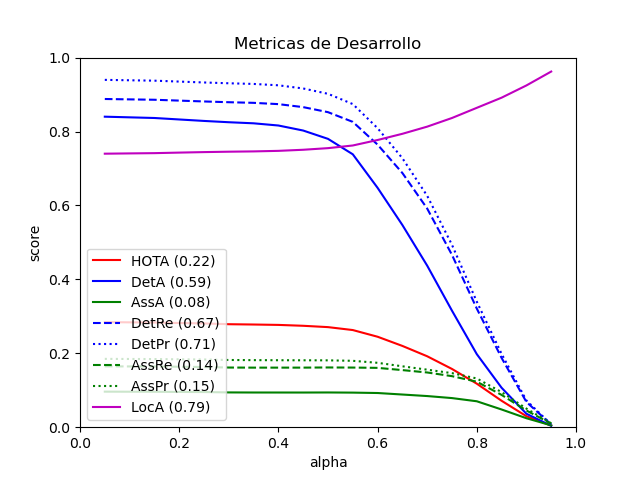 Metricas de Desarrollo
score
1.0
0.8
0.6
0.4
0.2
0.0
HOTA (0.22)
DetA (0.59)
AssA (0.08)
DetRe (0.67)
DetPr (0.71)
AssRe (0.14)
AssPr (0.15)
LocA (0.79)
0.0 0.2 0.4 0.6 0.8 1.0
alpha